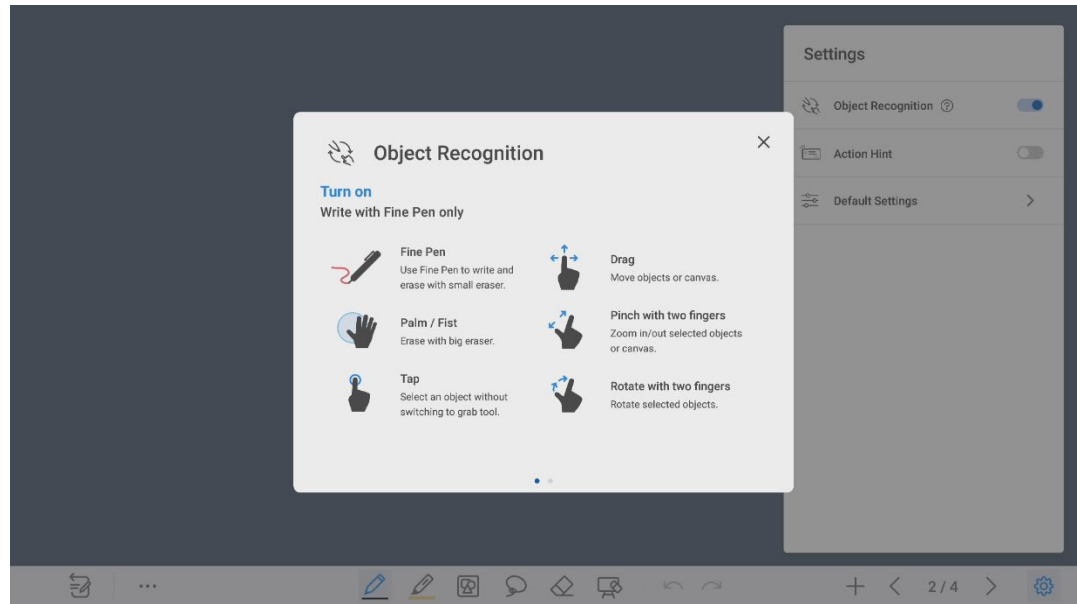 Settings
Object Recognition ?
Action Hint
Default Settings
Object Recognition
Turn on
Write with Fine Pen only
Fine Pen
Use Fine Pen to write and
erase with small eraser.
Palm / Fist
Erase with big eraser.
Tap
Select an object without
switching to grab tool.
Drag
Move objects or canvas.
Pinch with two fingers
Zoom in/out selected objects
or canvas.
Rotate with two fingers
Rotate selected objects.
2 / 4